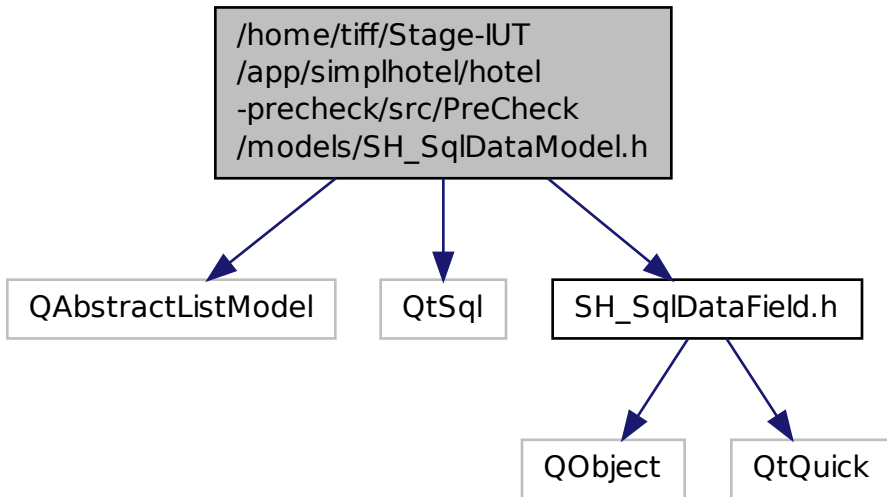 /home/tiff/Stage-IUT
/app/simplhotel/hotel
-precheck/src/PreCheck
/models/SH_SqlDataModel.h
QAbstractListModel
QtSql
SH_SqlDataField.h
QObject
QtQuick